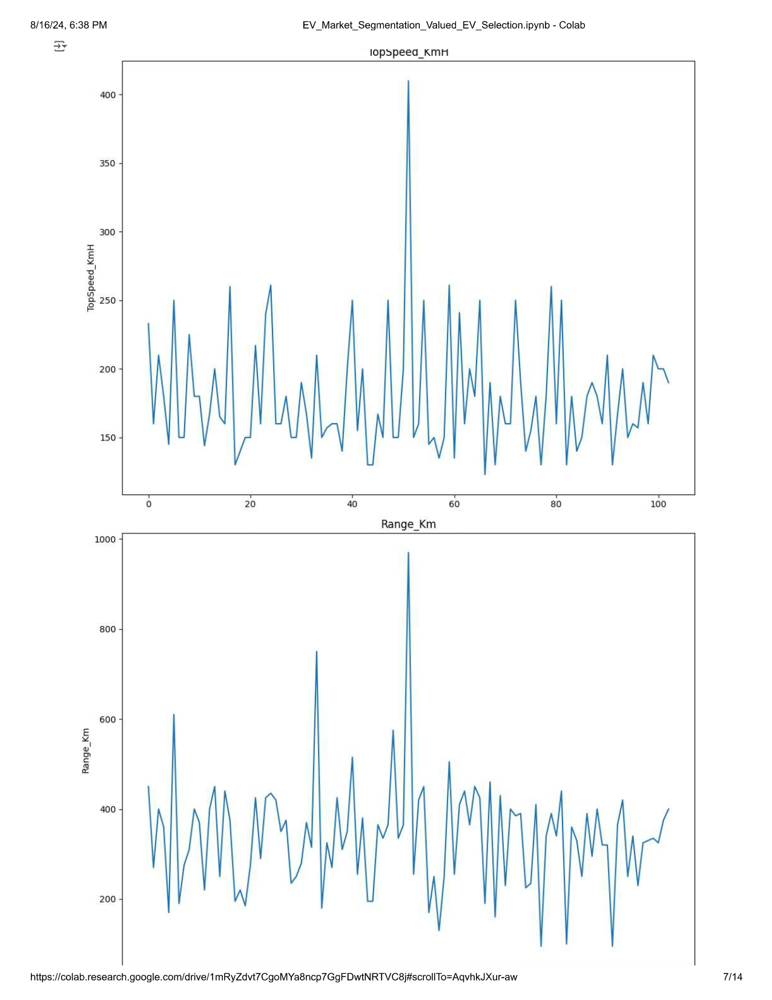 8/16/24, 6:38 PM EV_Market_Segmentation_Valued_EV_Selection.ipynb - Colab
TopSpeed_KmH
400
350
300
250
200
150
TopSpeed_KmH
0 20 40 60 80 100
Range_Km
1000
800
600
400
200
Range_Km
https://colab.research.google.com/drive/1mRyZdvt7CgoMYa8ncp7GgFDwtNRTVC8j#scrollTo=AqvhkJXur-aw 7/14